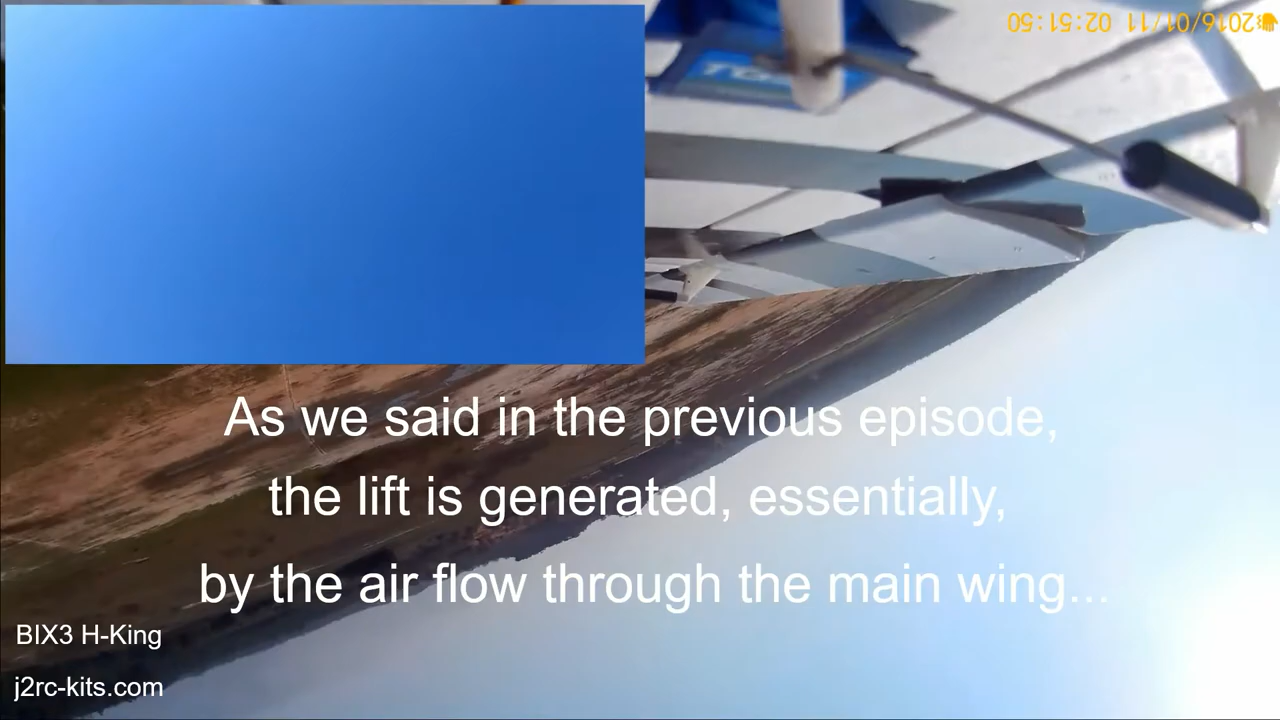 2016/01/11 02:51:50
As we said in the previous episode,
the lift is generated, essentially,
by the air flow through the main wing...
BIX3 H-King
j2rc-kits.com